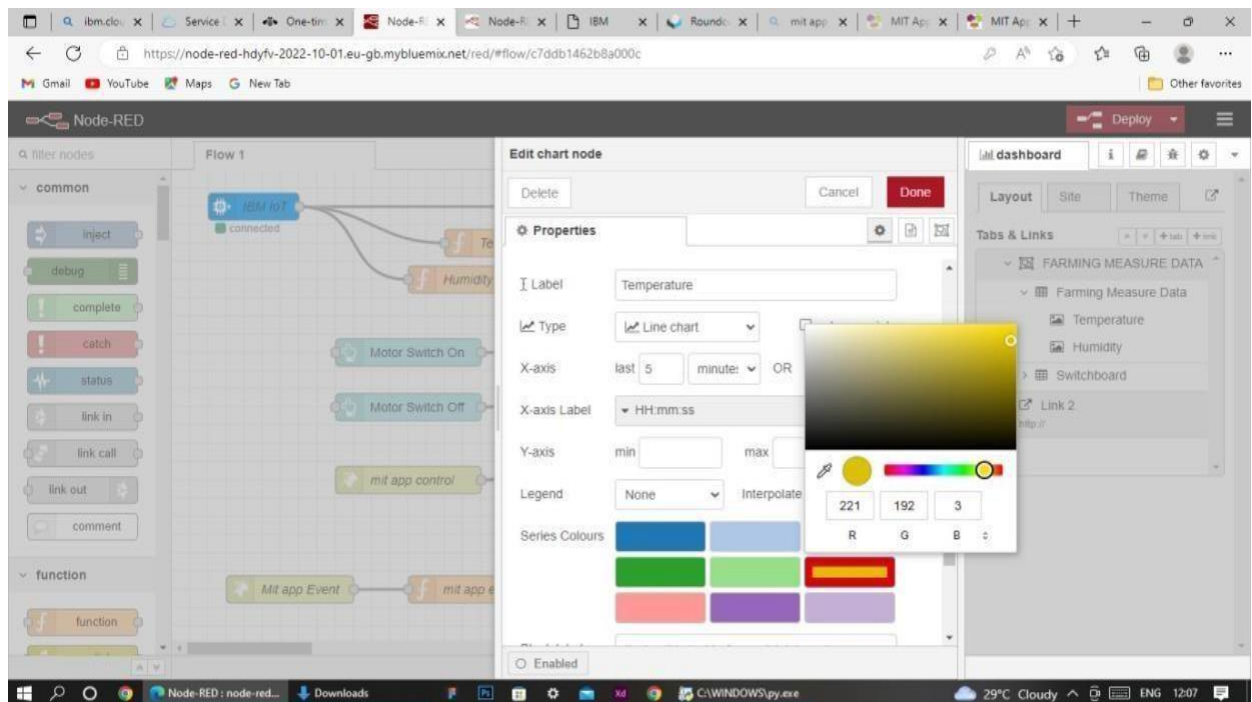 ibm.clou
Service
One-tim
Node-R
Node-R
IBM
Roundc
mit app
MIT App
MIT App
https://node-red-hdyfv-2022-10-01.eu-gb.mybluemix.net/red/#flow/c7ddb1462b8a000c
Gmail YouTube Maps New Tab Other favorites
Node-RED Deploy
filter nodes
Flow 1
common
inject
debug
complete
catch
status
link in
link call
link out
comment
function
function
IBM IoT
connected
Te
Humidity
Motor Switch On
Motor Switch Off
mit app control
Mit app Event
mit app e
Edit chart node
Delete Cancel Done
Properties
Label Temperature
Type Line chart
X-axis last 5 minute: OR
X-axis Label HH:mm:ss
Y-axis min max
Legend None Interpolate
Series Colours
221 192 3
R G B
Enabled
dashboard
Layout Site Theme
Tabs & Links + tab + link
FARMING MEASURE DATA
Farming Measure Data
Temperature
Humidity
Switchboard
Link 2
http://
Node-RED : node-red... Downloads C:\WINDOWS\py.exe 29°C Cloudy ENG 12:07